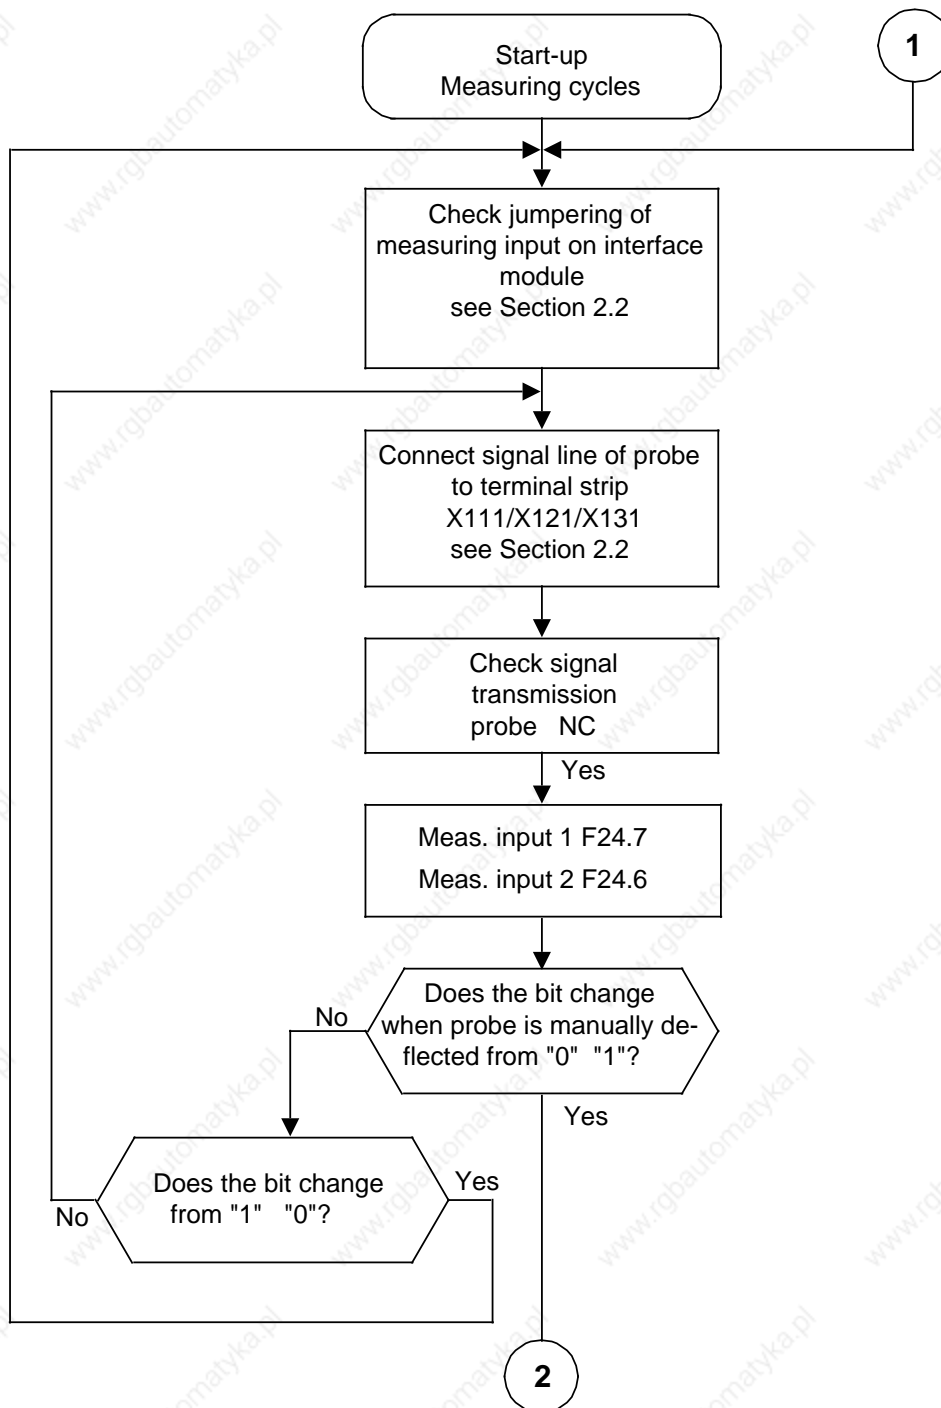 Start-up
Measuring cycles
1
Check jumpering of
measuring input on interface
module
see Section 2.2
Connect signal line of probe
to terminal strip
X111/X121/X131
see Section 2.2
Check signal
transmission
probe NC
Yes
Meas. input 1 F24.7
Meas. input 2 F24.6
Does the bit change
when probe is manually de-
flected from "0" "1"?
No
Yes
Does the bit change
from "1" "0"?
Yes
No
2
www.rgbautomatyka.pl